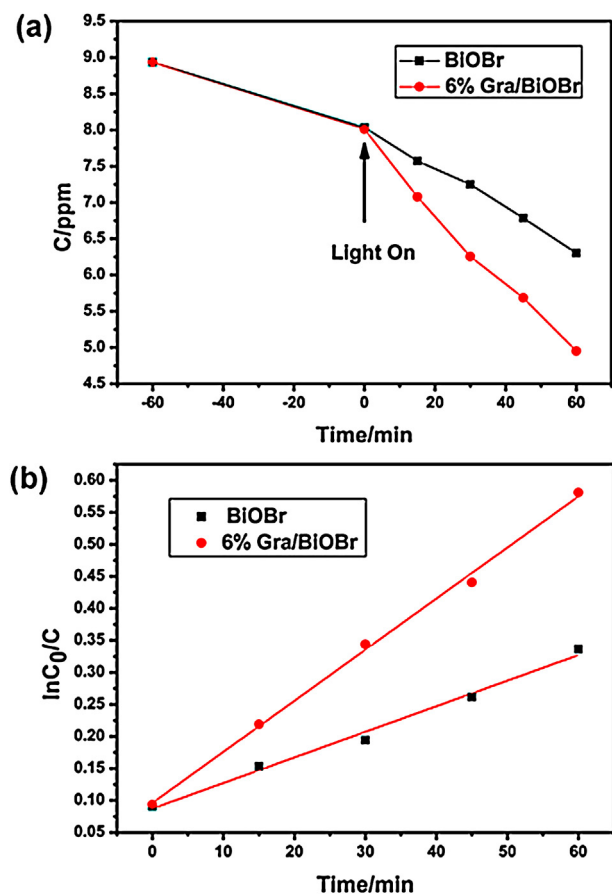 (a)
9.5
9.0
8.5
8.0
7.5
7.0
6.5
6.0
5.5
5.0
4.5
C/ppm
BiOBr
6% Gra/BiOBr
Light On
-60 -40 -20 0 20 40 60
Time/min
(b)
0.60
0.55
0.50
0.45
0.40
0.35
0.30
0.25
0.20
0.15
0.10
0.05
lnC0/C
BiOBr
6% Gra/BiOBr
0 10 20 30 40 50 60
Time/min